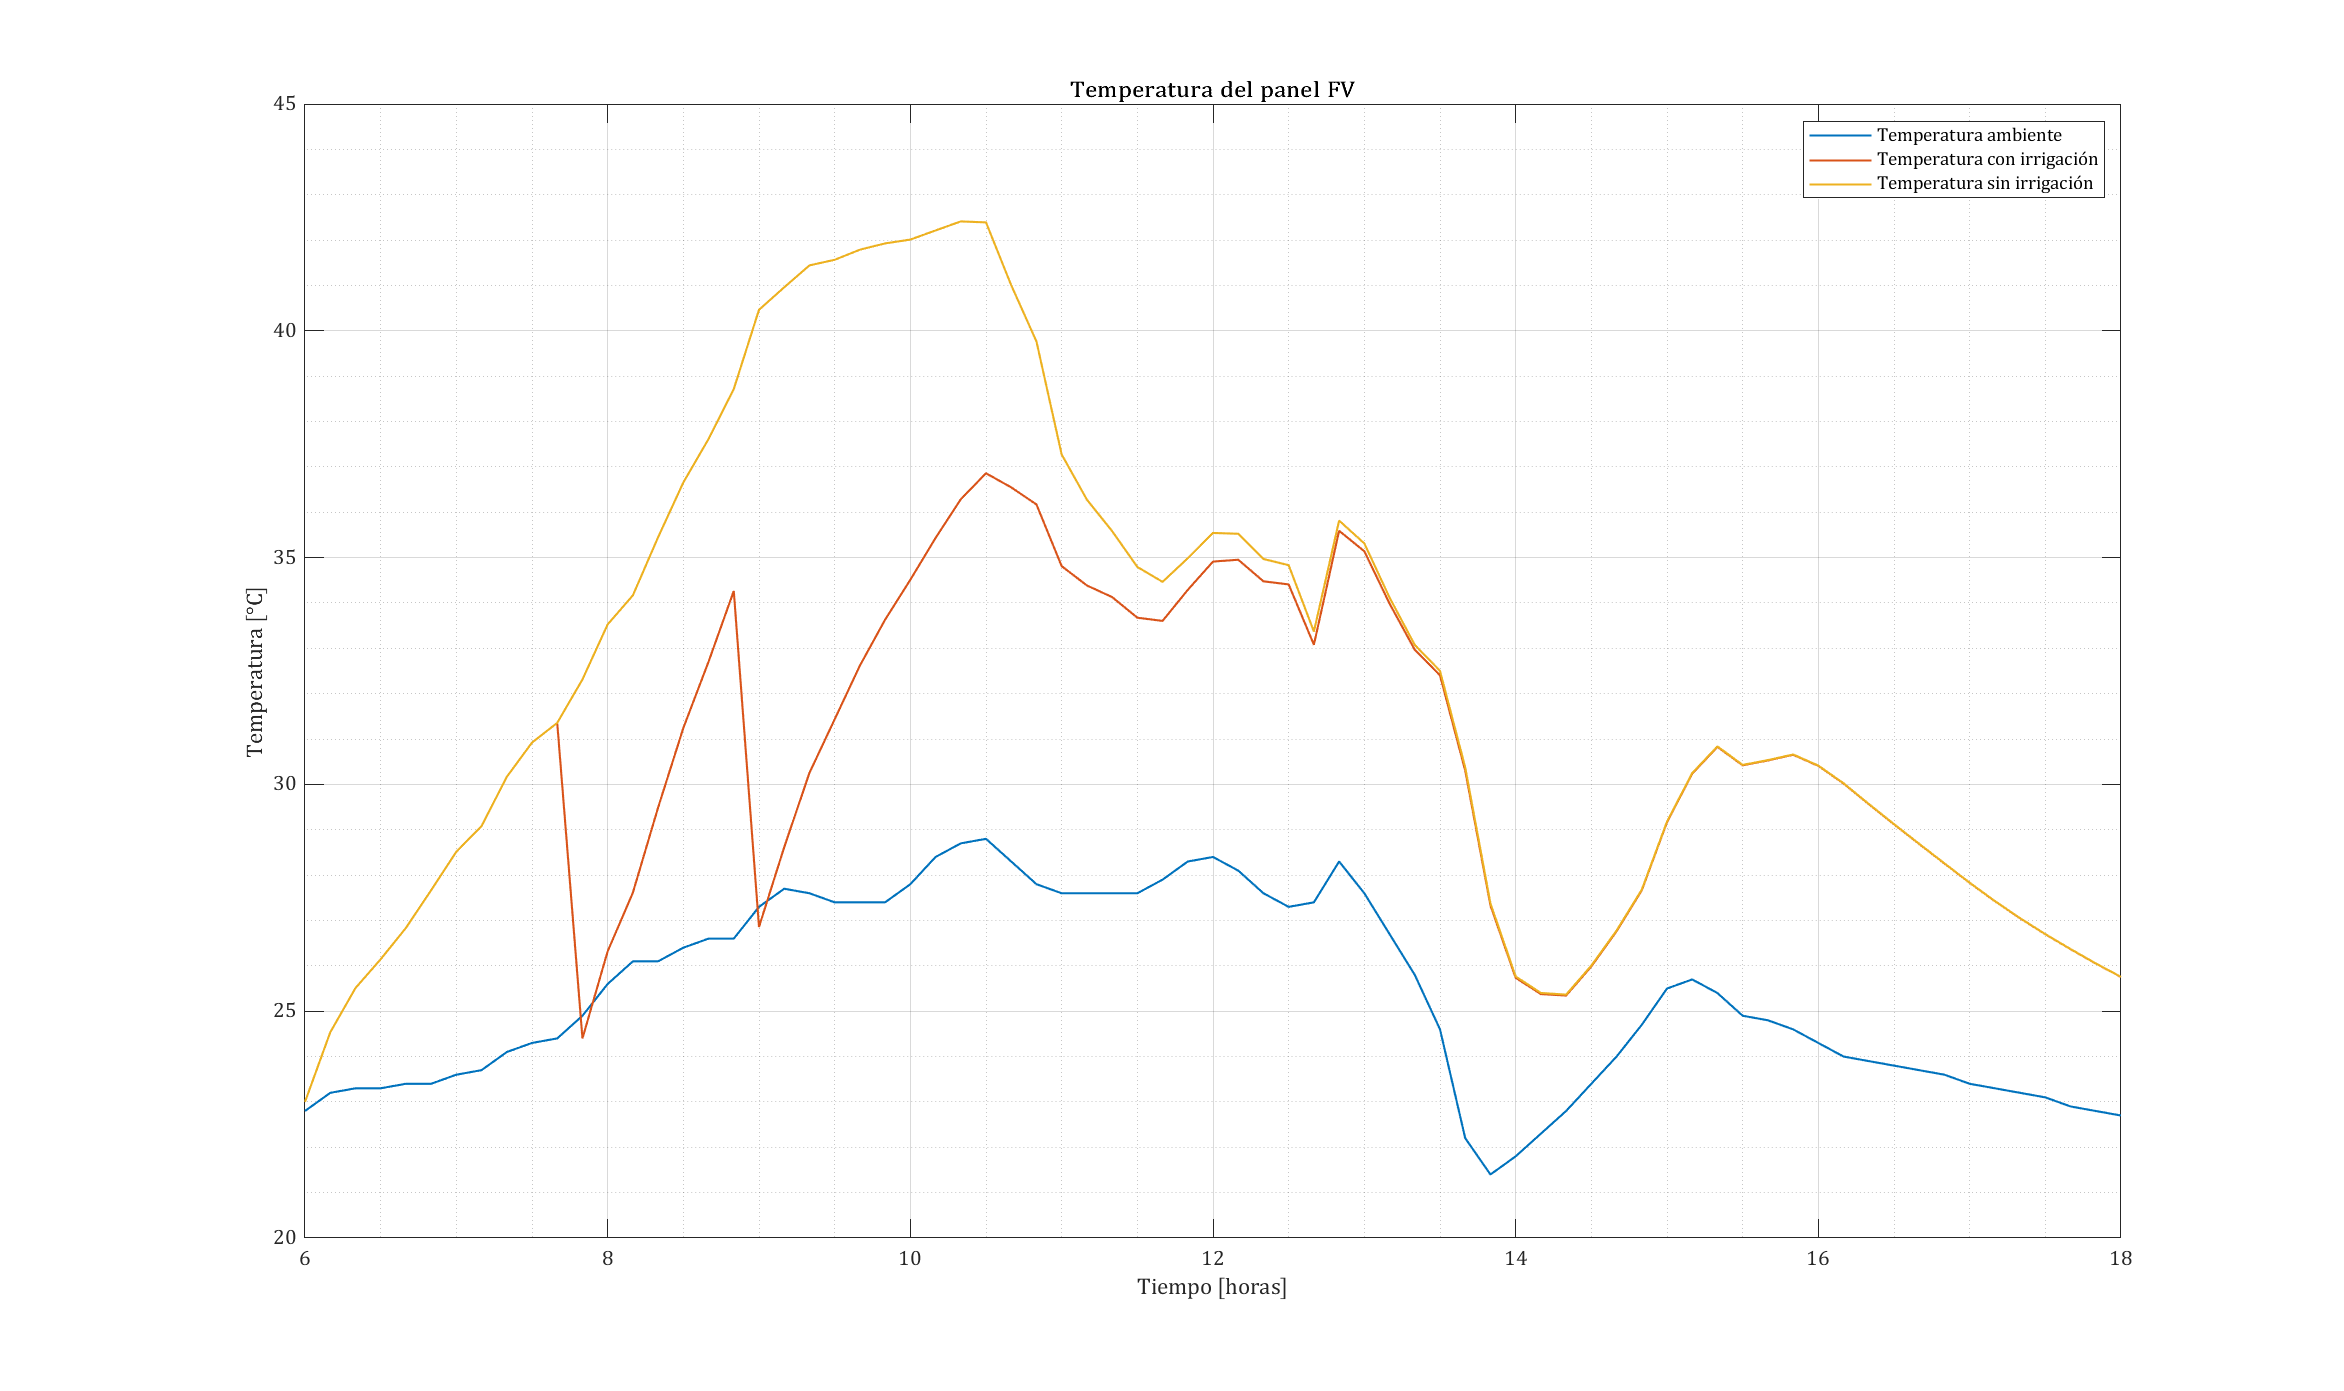 Temperatura del panel FV
Temperatura ambiente
Temperatura con irrigación
Temperatura sin irrigación
45
40
35
30
25
20
Temperatura [°C]
6 8 10 12 14 16 18
Tiempo [horas]